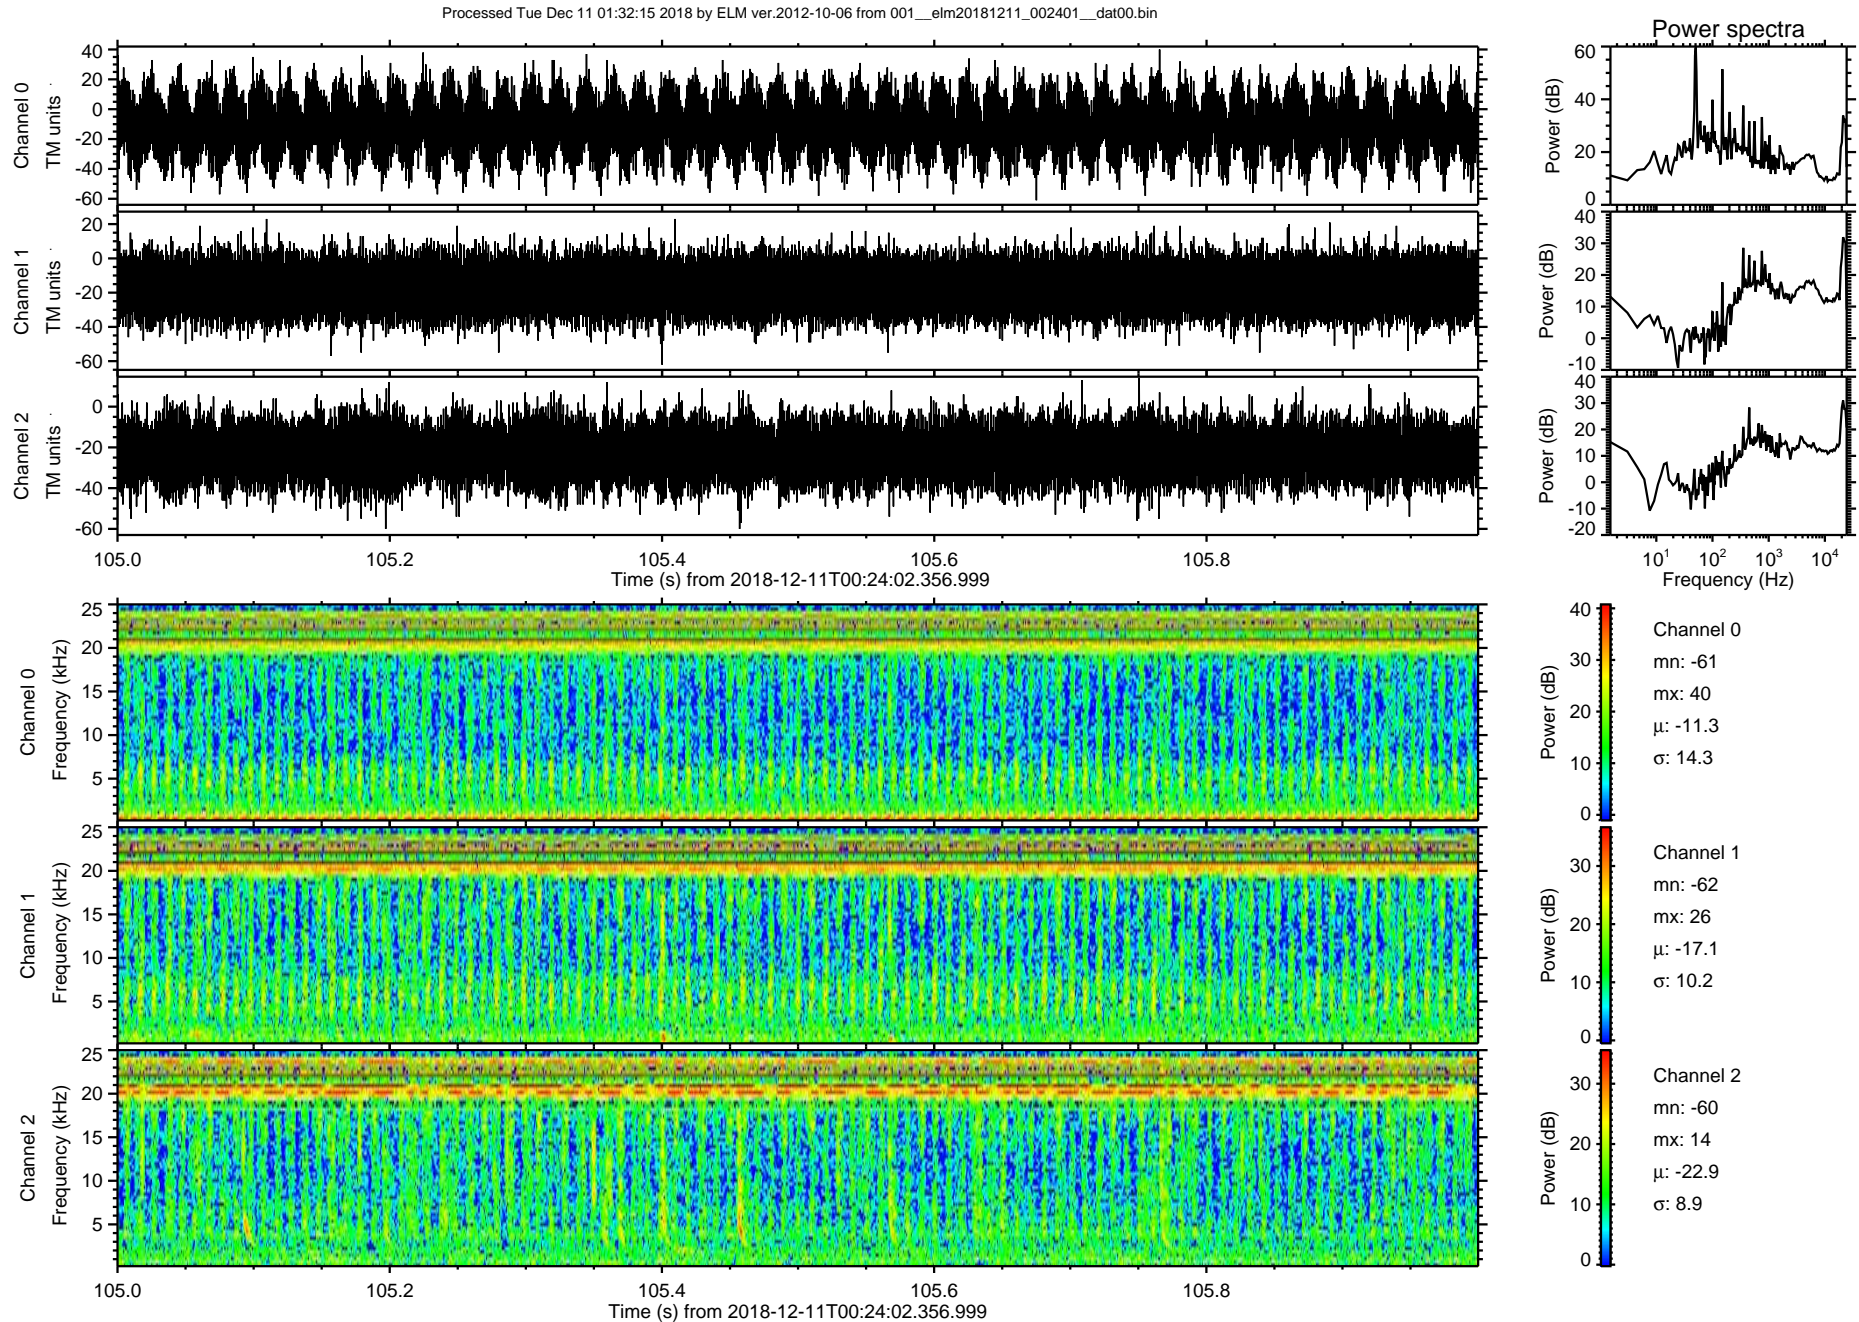 Processed Tue Dec 11 01:32:15 2018 by ELM ver.2012-10-06 from 001__elm20181211_002401__dat00.bin
Power spectra
Channel 0
TM units
40
20
0
-20
-40
-60
Power (dB)
60
40
20
0
Channel 1
TM units
20
0
-20
-40
-60
Power (dB)
40
30
20
10
0
-10
Channel 2
TM units
0
-20
-40
-60
Power (dB)
40
30
20
10
0
-10
-20
105.0 105.2 105.4 105.6 105.8
Time (s) from 2018-12-11T00:24:02.356.999
10^1 10^2 10^3 10^4
Frequency (Hz)
Channel 0
Frequency (kHz)
25
20
15
10
5
Power (dB)
40
30
20
10
0
Channel 0
mn: -61
mx: 40
μ: -11.3
σ: 14.3
Channel 1
Frequency (kHz)
25
20
15
10
5
Power (dB)
30
20
10
0
Channel 1
mn: -62
mx: 26
μ: -17.1
σ: 10.2
Channel 2
Frequency (kHz)
25
20
15
10
5
Power (dB)
30
20
10
0
Channel 2
mn: -60
mx: 14
μ: -22.9
σ: 8.9
105.0 105.2 105.4 105.6 105.8
Time (s) from 2018-12-11T00:24:02.356.999